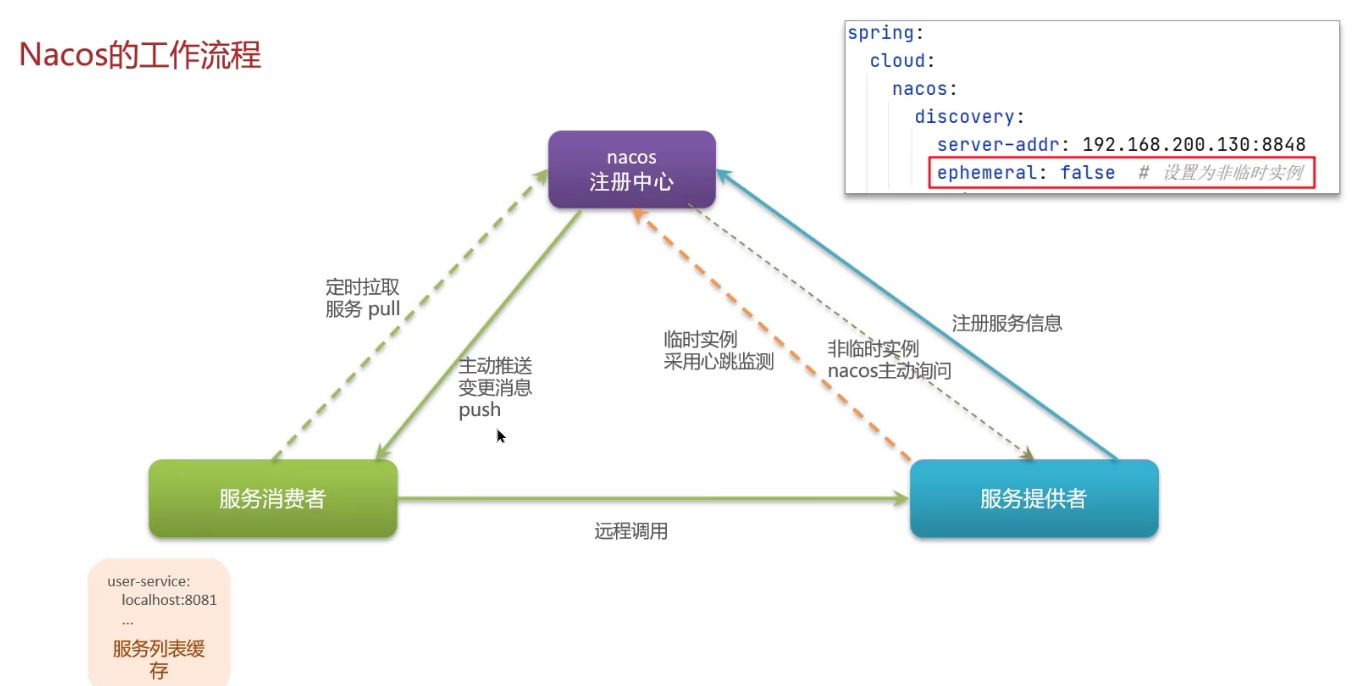 Nacos的工作流程
spring:
cloud:
nacos:
discovery:
server-addr: 192.168.200.130:8848
ephemeral: false # 设置为非临时实例
nacos
注册中心
定时拉取
服务 pull
主动推送
变更消息
push
临时实例
采用心跳监测
非临时实例
nacos主动询问
注册服务信息
服务消费者
服务提供者
远程调用
user-service:
localhost:8081
...
服务列表缓
存